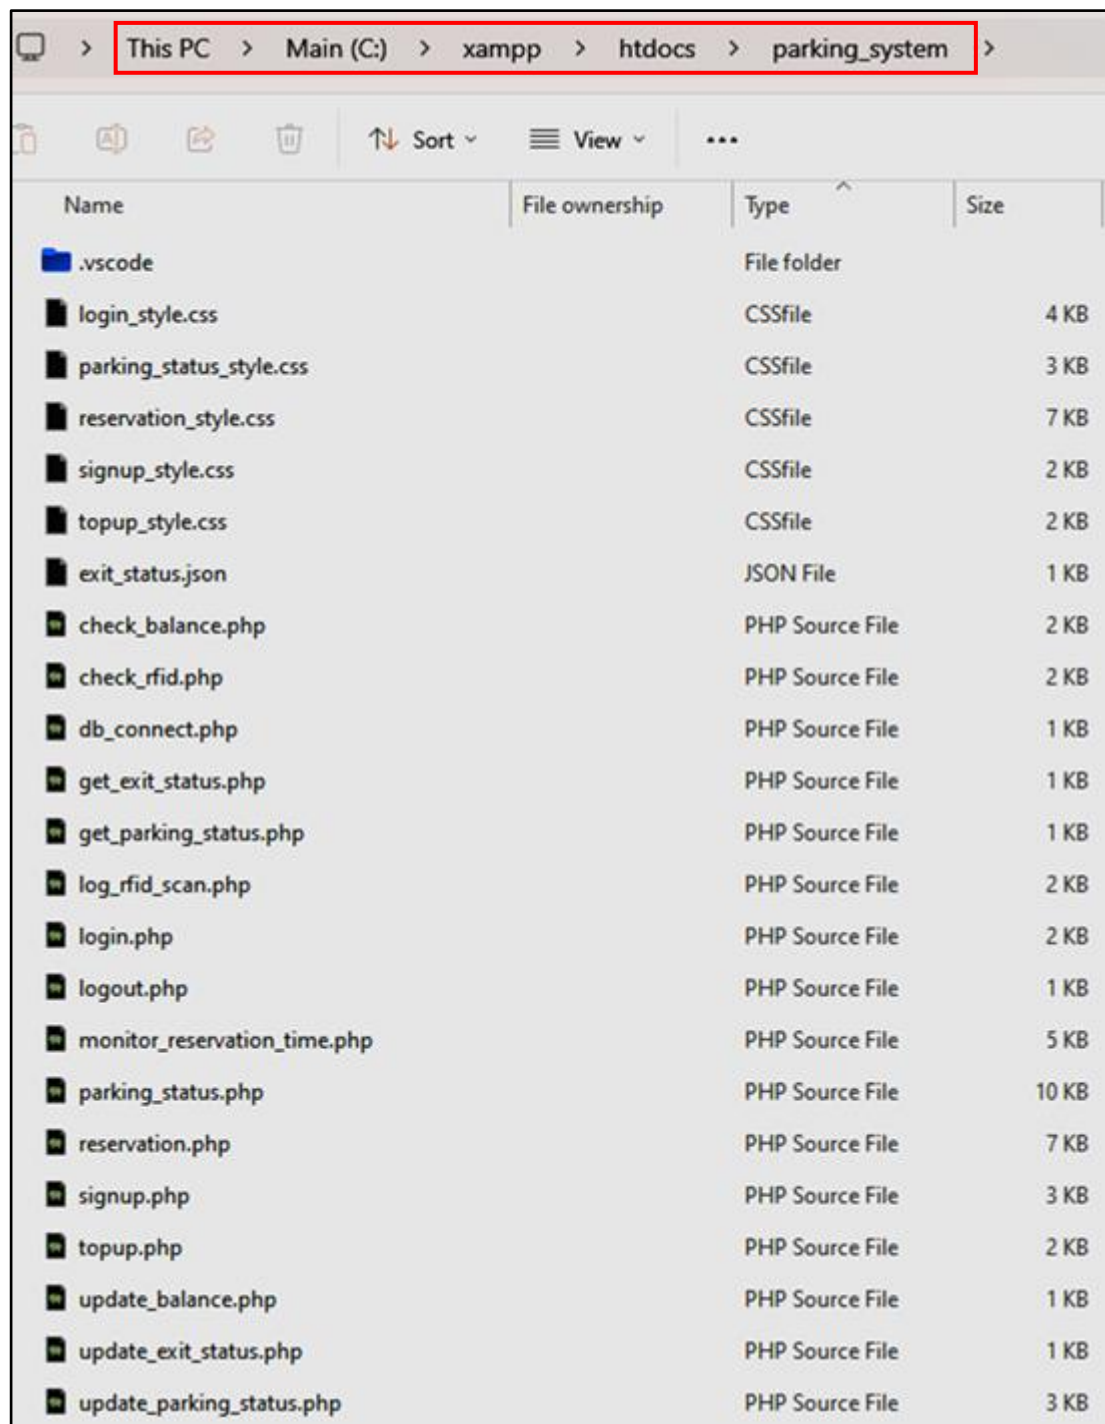 > This PC > Main (C:) > xampp > htdocs > parking_system >
Sort View •••
Name File ownership Type Size
.vscode File folder
login_style.css CSSfile 4 KB
parking_status_style.css CSSfile 3 KB
reservation_style.css CSSfile 7 KB
signup_style.css CSSfile 2 KB
topup_style.css CSSfile 2 KB
exit_status.json JSON File 1 KB
check_balance.php PHP Source File 2 KB
check_rfid.php PHP Source File 2 KB
db_connect.php PHP Source File 1 KB
get_exit_status.php PHP Source File 1 KB
get_parking_status.php PHP Source File 1 KB
log_rfid_scan.php PHP Source File 2 KB
login.php PHP Source File 2 KB
logout.php PHP Source File 1 KB
monitor_reservation_time.php PHP Source File 5 KB
parking_status.php PHP Source File 10 KB
reservation.php PHP Source File 7 KB
signup.php PHP Source File 3 KB
topup.php PHP Source File 2 KB
update_balance.php PHP Source File 1 KB
update_exit_status.php PHP Source File 1 KB
update_parking_status.php PHP Source File 3 KB